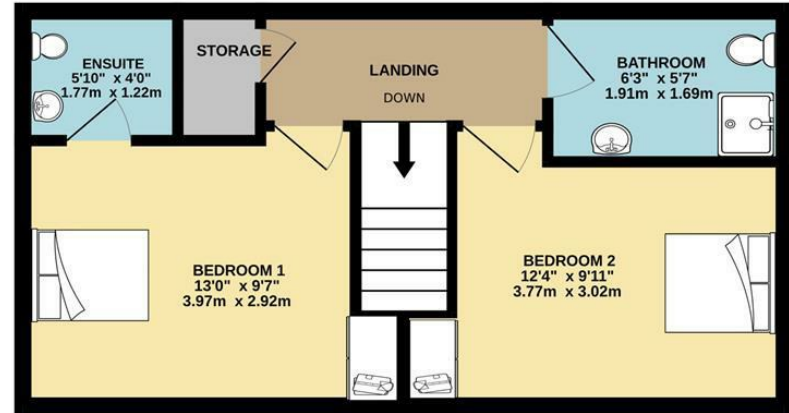 ENSUITE
5'10" x 4'0"
1.77m x 1.22m
STORAGE
LANDING
DOWN
BATHROOM
6'3" x 5'7"
1.91m x 1.69m
BEDROOM 1
13'0" x 9'7"
3.97m x 2.92m
BEDROOM 2
12'4" x 9'11"
3.77m x 3.02m